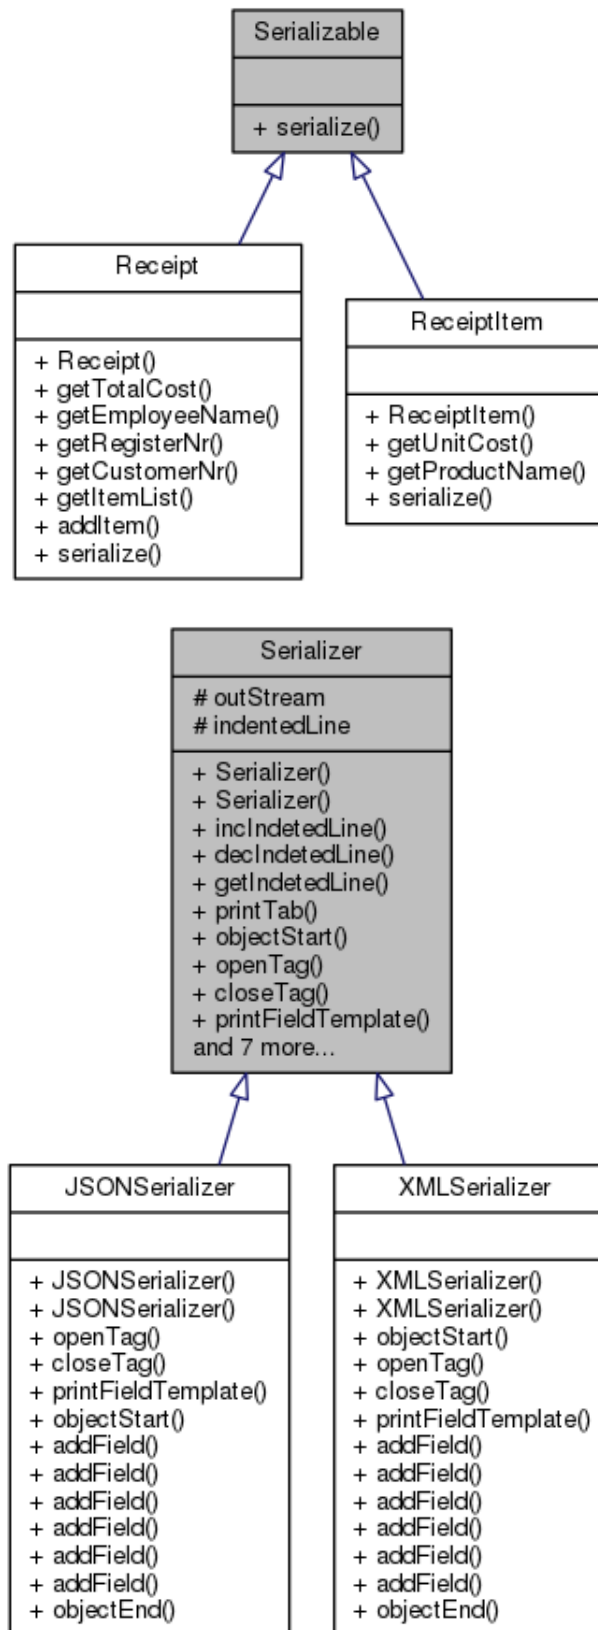 Serializable
+ serialize()
Receipt
+ Receipt()
+ getTotalCost()
+ getEmployeeName()
+ getRegisterNr()
+ getCustomerNr()
+ getItemList()
+ addItem()
+ serialize()
ReceiptItem
+ ReceiptItem()
+ getUnitCost()
+ getProductName()
+ serialize()
Serializer
# outStream
# indentedLine
+ Serializer()
+ Serializer()
+ incIndetedLine()
+ decIndetedLine()
+ getIndetedLine()
+ printTab()
+ objectStart()
+ openTag()
+ closeTag()
+ printFieldTemplate()
and 7 more...
JSONSerializer
+ JSONSerializer()
+ JSONSerializer()
+ openTag()
+ closeTag()
+ printFieldTemplate()
+ objectStart()
+ addField()
+ addField()
+ addField()
+ addField()
+ addField()
+ addField()
+ objectEnd()
XMLSerializer
+ XMLSerializer()
+ XMLSerializer()
+ objectStart()
+ openTag()
+ closeTag()
+ printFieldTemplate()
+ addField()
+ addField()
+ addField()
+ addField()
+ addField()
+ addField()
+ objectEnd()